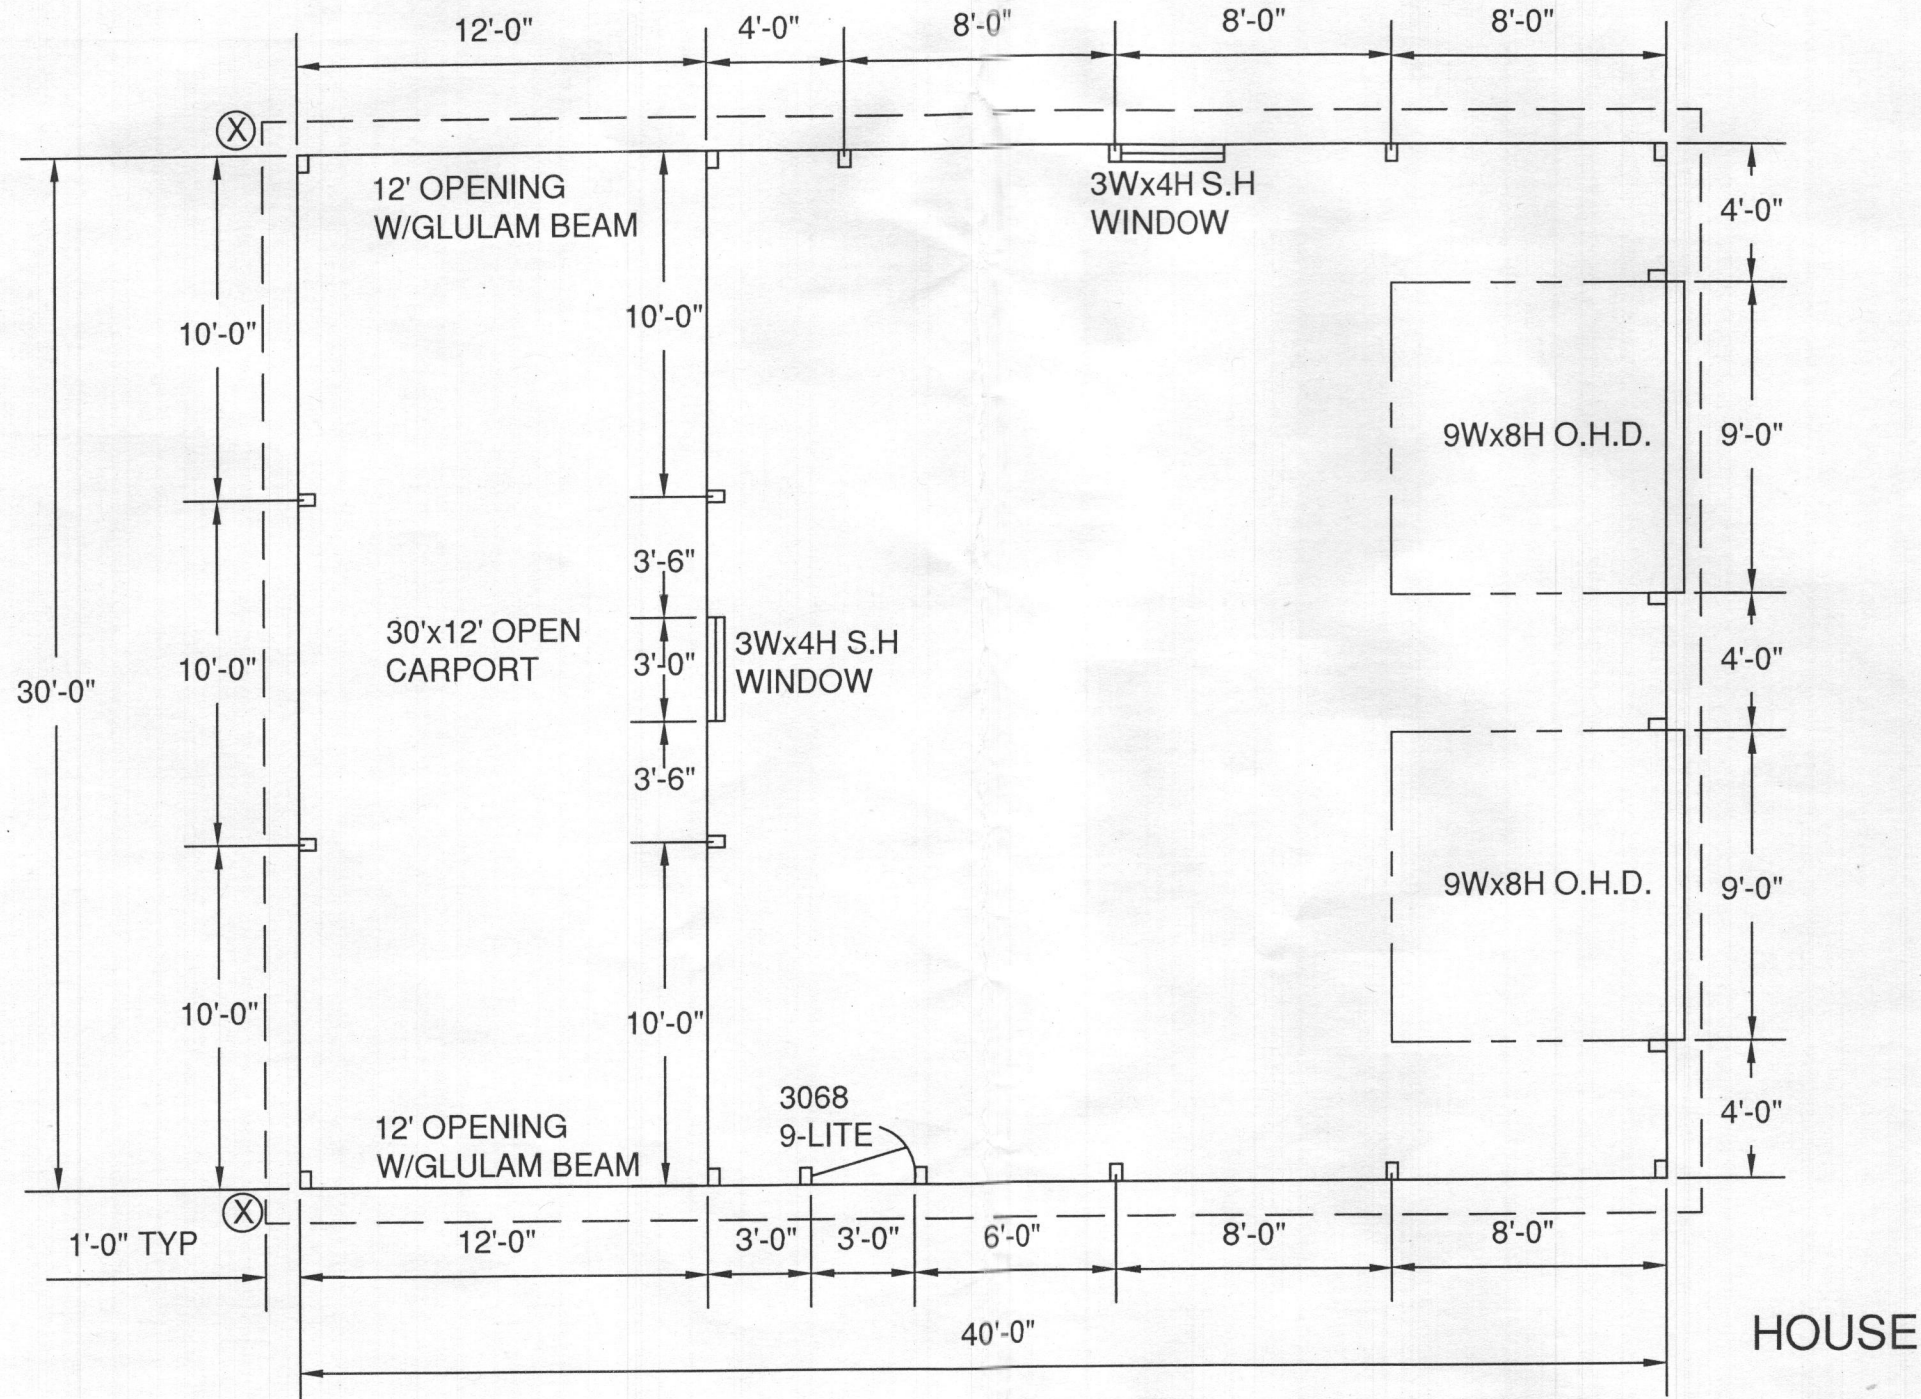 12'-0" 4'-0" 8'-0" 8'-0" 8'-0"
X
12' OPENING
W/GLULAM BEAM
3Wx4H S.H
WINDOW
4'-0"
10'-0"
10'-0"
9Wx8H O.H.D.
9'-0"
3'-6"
30'x12' OPEN
CARPORT
3'-0"
3Wx4H S.H
WINDOW
4'-0"
10'-0"
30'-0"
3'-6"
9Wx8H O.H.D.
9'-0"
10'-0"
10'-0"
3068
9-LITE
4'-0"
12' OPENING
W/GLULAM BEAM
X
1'-0" TYP
12'-0" 3'-0" 3'-0" 6'-0" 8'-0" 8'-0"
40'-0"
HOUSE